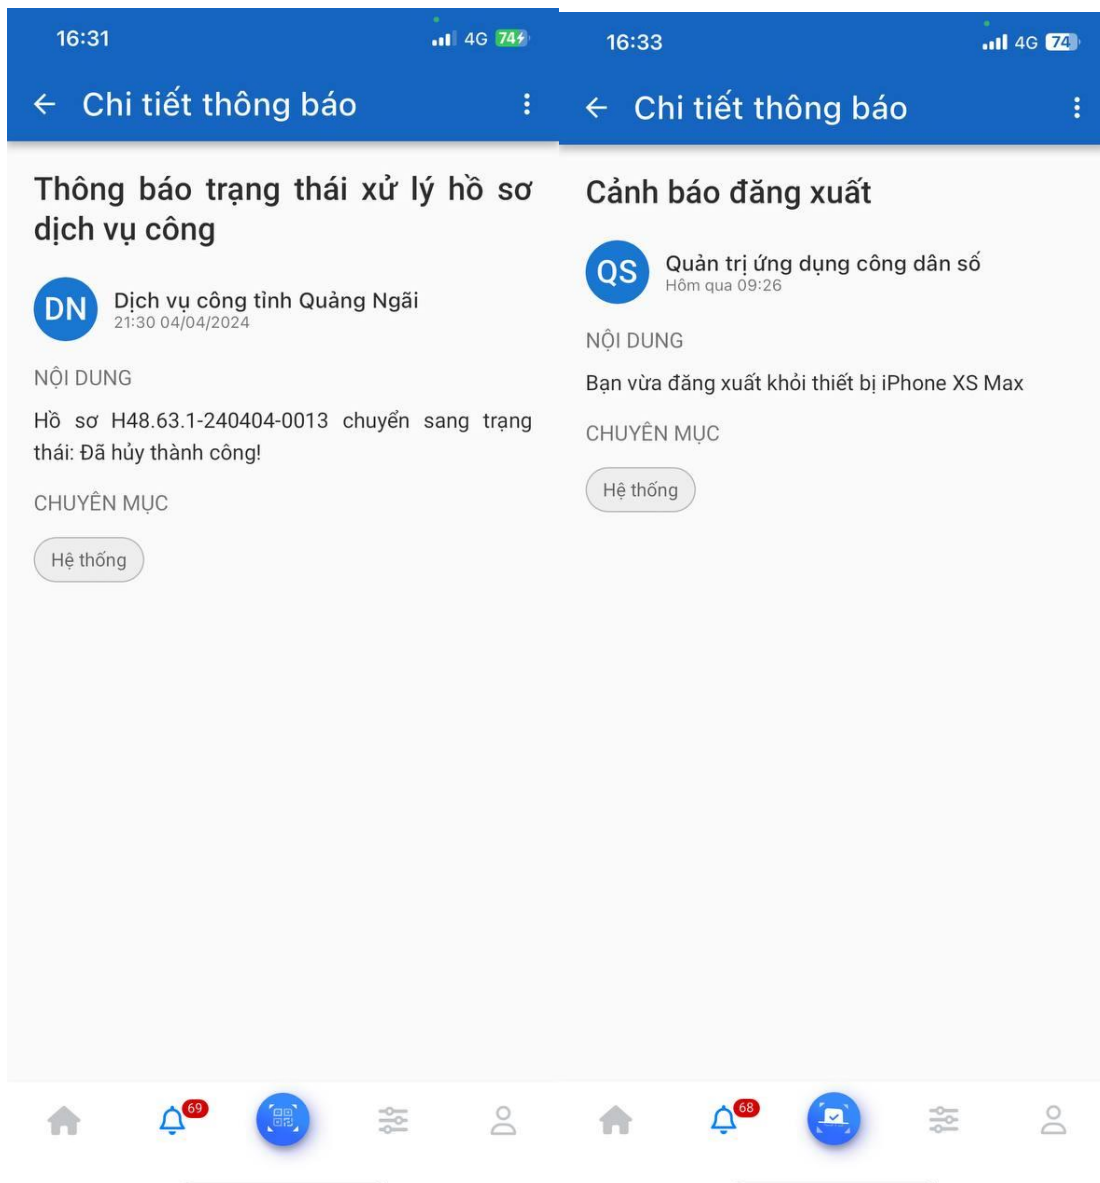 16:31
4G 74
Chi tiết thông báo
Thông báo trạng thái xử lý hồ sơ
dịch vụ công
DN
Dịch vụ công tỉnh Quảng Ngãi
21:30 04/04/2024
NỘI DUNG
Hồ sơ H48.63.1-240404-0013 chuyển sang trạng
thái: Đã hủy thành công!
CHUYÊN MỤC
Hệ thống
69
16:33
4G 74
Chi tiết thông báo
Cảnh báo đăng xuất
QS
Quản trị ứng dụng công dân số
Hôm qua 09:26
NỘI DUNG
Bạn vừa đăng xuất khỏi thiết bị iPhone XS Max
CHUYÊN MỤC
Hệ thống
68